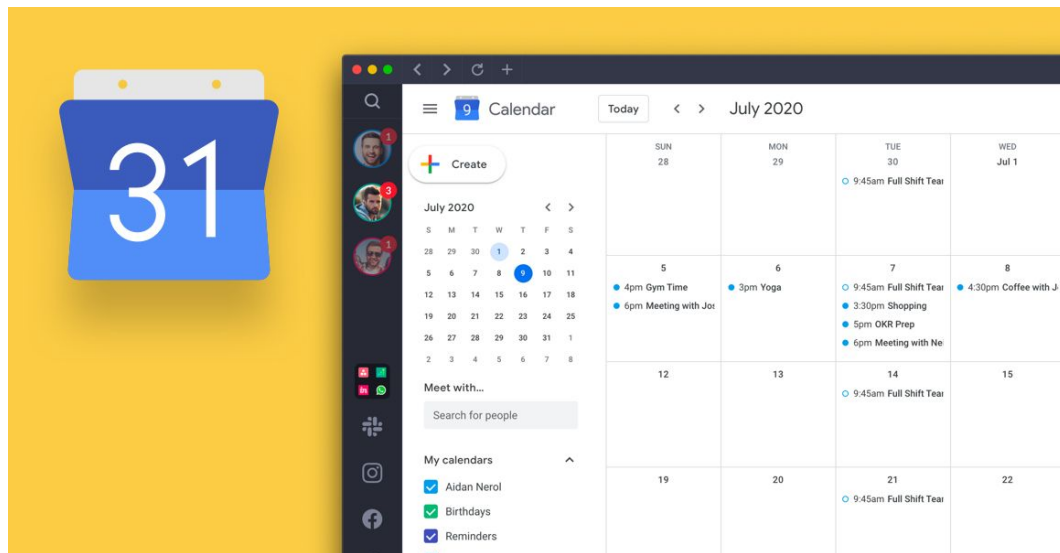 31
1
3
1
9 Calendar
Today
July 2020
Create
July 2020
S M T W T F S
28 29 30 1 2 3 4
5 6 7 8 9 10 11
12 13 14 15 16 17 18
19 20 21 22 23 24 25
26 27 28 29 30 31 1
2 3 4 5 6 7 8
Meet with...
Search for people
My calendars
Aidan Nerol
Birthdays
Reminders
in
SUN MON TUE WED
28 29 30 Jul 1
9:45am Full Shift Tear
5 6 7 8
4pm Gym Time
6pm Meeting with Jos
3pm Yoga
9:45am Full Shift Tear
3:30pm Shopping
5pm OKR Prep
6pm Meeting with Ne
4:30pm Coffee with J
12 13 14 15
9:45am Full Shift Tear
19 20 21 22
9:45am Full Shift Tear